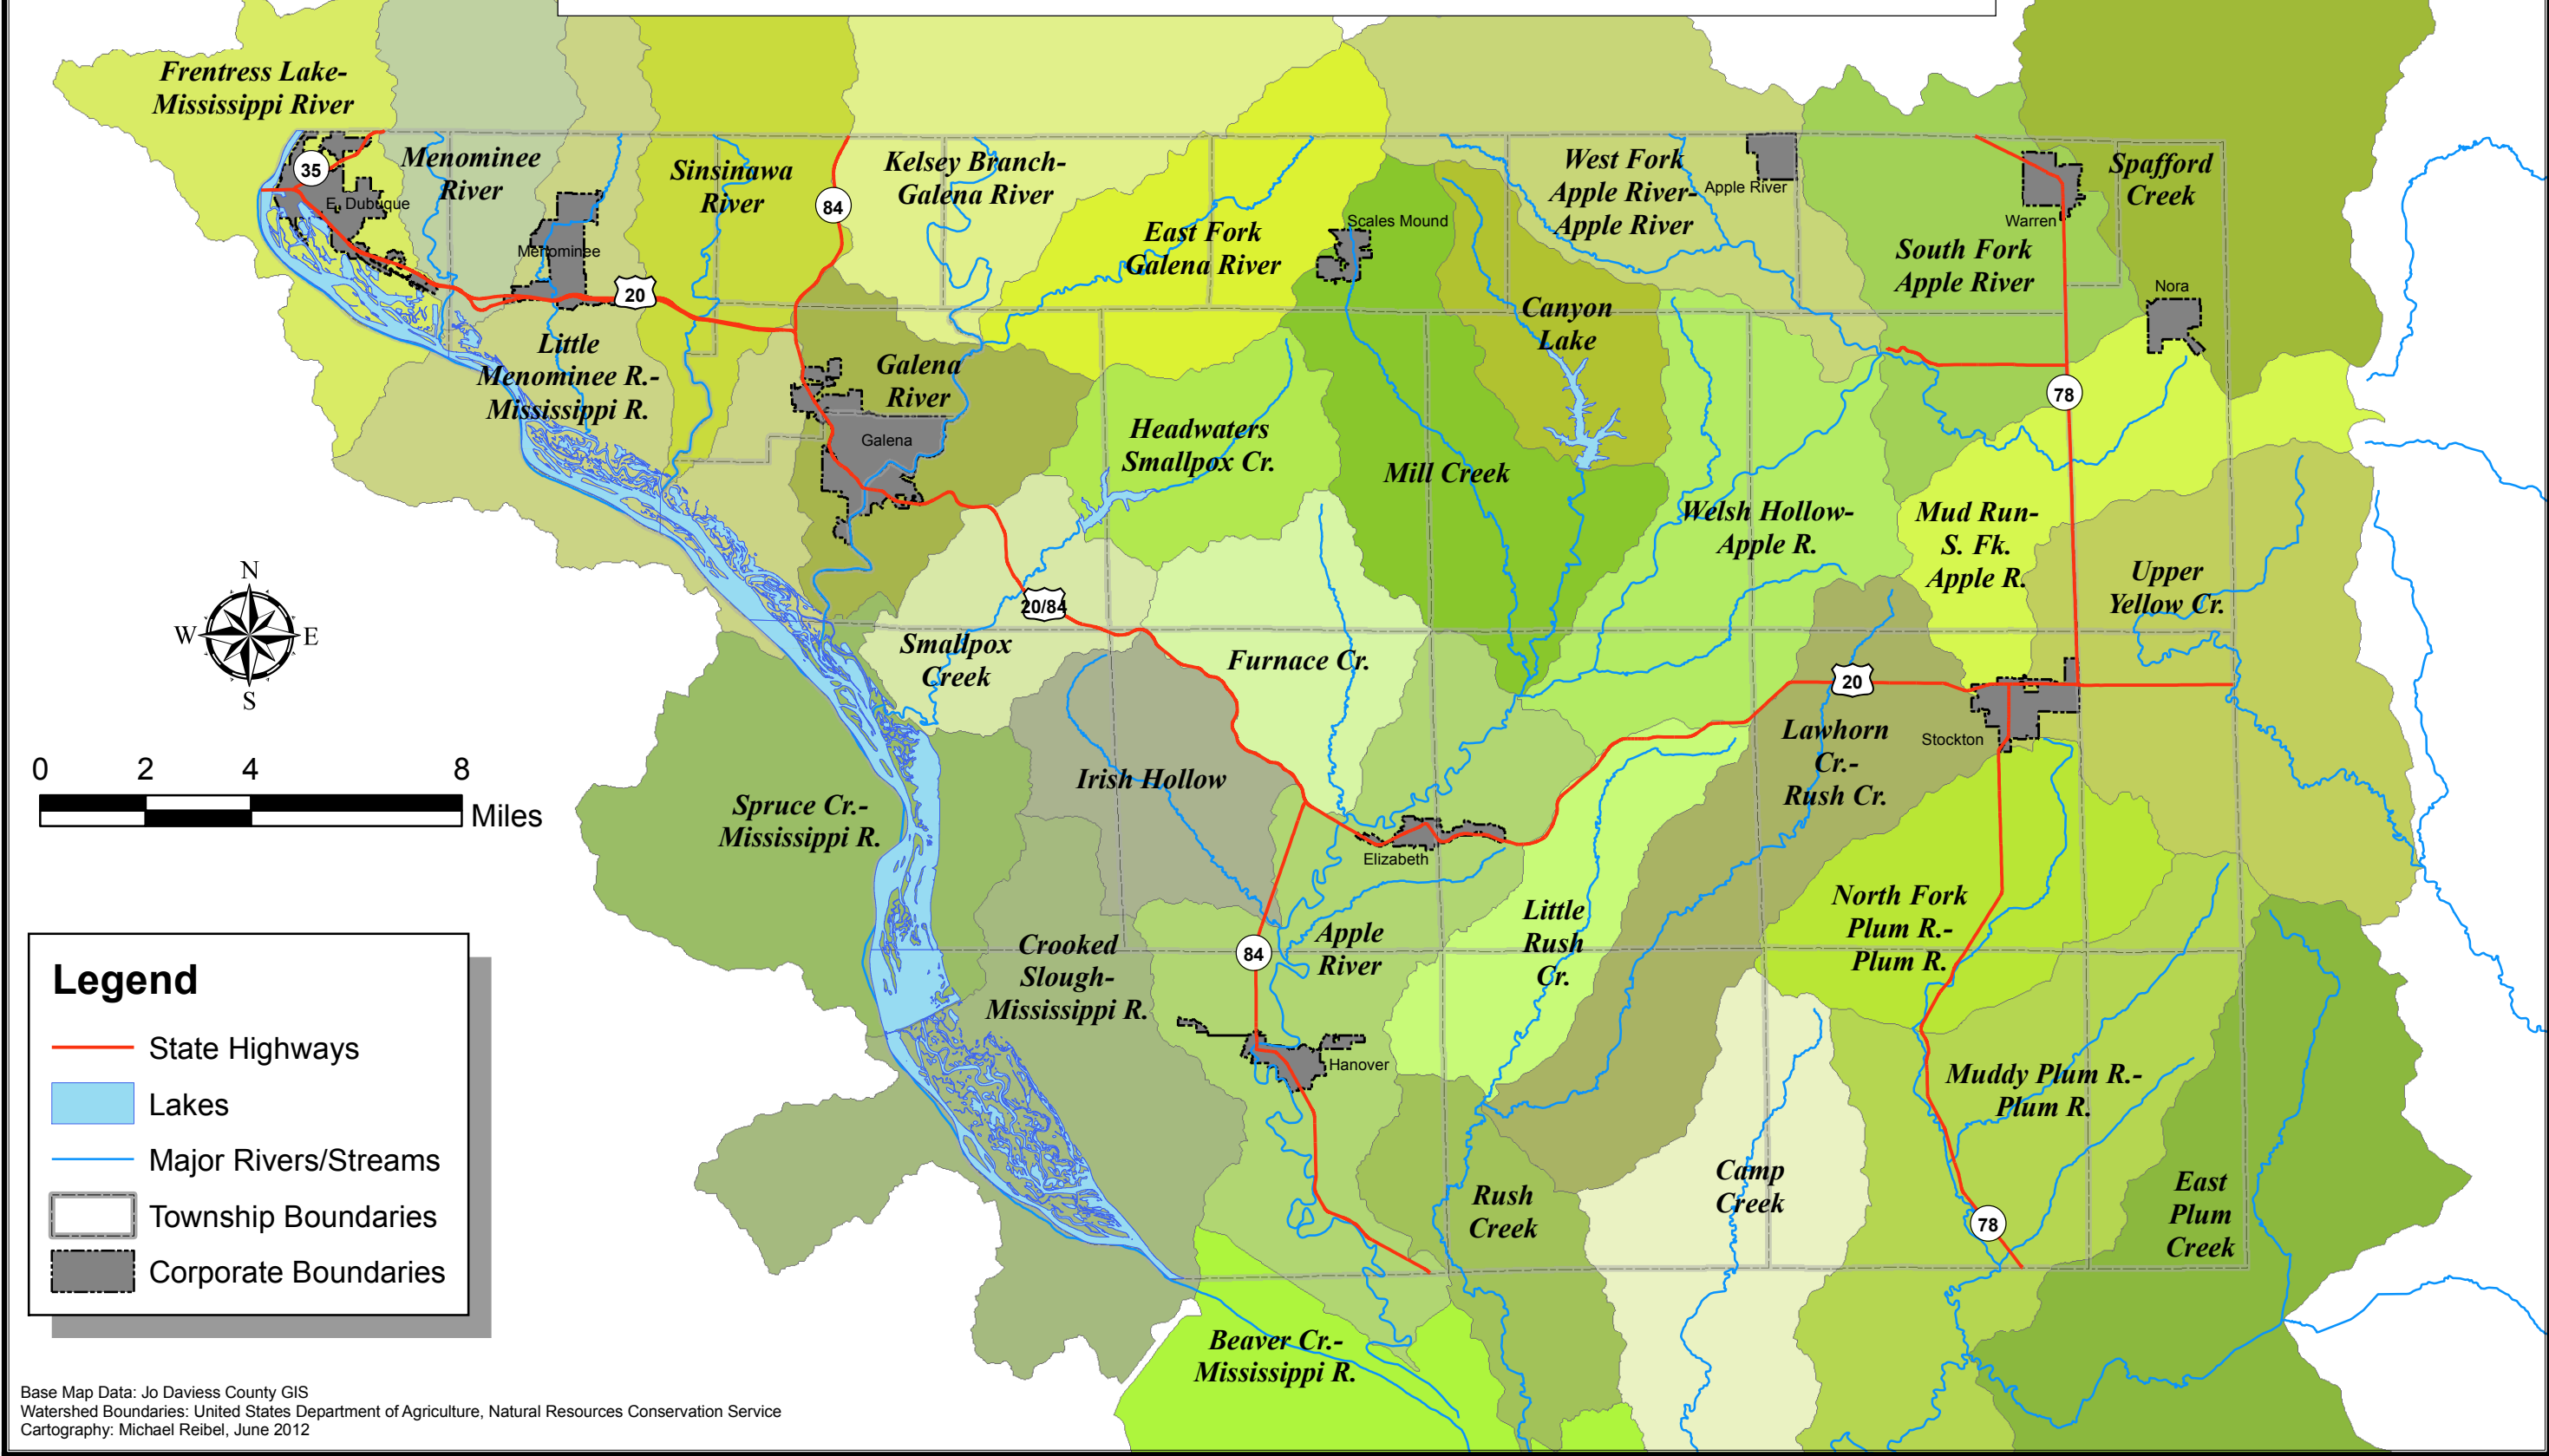 Frentress Lake-
Mississippi River
35
E. Dubuque
Menominee
River
Menominee
Sinsinawa
River
84
20
Kelsey Branch-
Galena River
East Fork
Galena River
Scales Mound
West Fork
Apple River-
Apple River
Apple River
Warren
Spafford
Creek
South Fork
Apple River
Nora
Canyon
Lake
Little
Menominee R.-
Mississippi R.
Galena
River
Galena
Headwaters
Smallpox Cr.
Mill Creek
78
Welsh Hollow-
Apple R.
Mud Run-
S. Fk.
Apple R.
Upper
Yellow Cr.
N
W
E
S
20/84
Smallpox
Creek
Furnace Cr.
20
Lawhorn
Cr.-
Rush Cr.
Stockton
0 2 4 8
Miles
Spruce Cr.-
Mississippi R.
Irish Hollow
Elizabeth
Crooked
Slough-
Mississippi R.
84
Apple
River
Little
Rush
Cr.
North Fork
Plum R.-
Plum R.
Hanover
Muddy Plum R.-
Plum R.
Rush
Creek
Camp
Creek
78
East
Plum
Creek
Beaver Cr.-
Mississippi R.
Legend
State Highways
Lakes
Major Rivers/Streams
Township Boundaries
Corporate Boundaries
Base Map Data: Jo Daviess County GIS
Watershed Boundaries: United States Department of Agriculture, Natural Resources Conservation Service
Cartography: Michael Reibel, June 2012